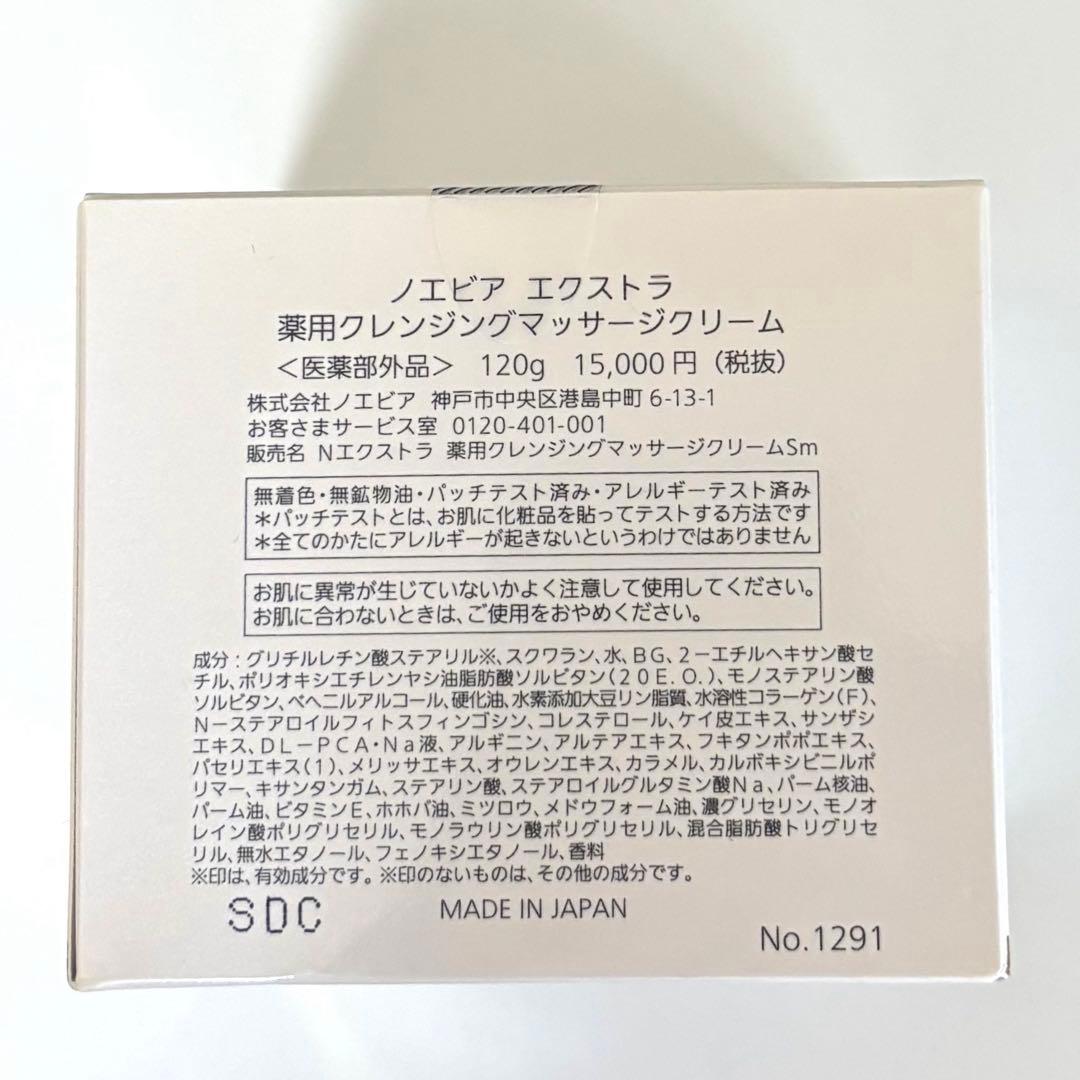 ノエビア エクストラ
薬用クレンジングマッサージクリーム
＜医薬部外品＞ 120g 15,000円（税抜）
株式会社ノエビア 神戸市中央区港島中町6-13-1
お客さまサービス室 0120-401-001
販売名 Nエクストラ 薬用クレンジングマッサージクリームSm
無着色・無鉱物油・パッチテスト済み・アレルギーテスト済み
＊パッチテストとは、お肌に化粧品を貼ってテストする方法です
＊全てのかたにアレルギーが起きないというわけではありません
お肌に異常が生じていないかよく注意して使用してください。
お肌に合わないときは、ご使用をおやめください。
成分：グリチルレチン酸ステアリル※、スクワラン、水、BG、2－エチルヘキサン酸セ
チル、ポリオキシエチレンヤシ油脂肪酸ソルビタン（20E.O.）、モノステアリン酸
ソルビタン、ベヘニルアルコール、硬化油、水素添加大豆リン脂質、水溶性コラーゲン（F）、
N－ステアロイルフィトスフィンゴシン、コレステロール、ケイ皮エキス、サンザシ
エキス、DL－PCA・Na液、アルギニン、アルテアエキス、フキタンポポエキス、
パセリエキス（1）、メリッサエキス、オウレンエキス、カラメル、カルボキシビニルポ
リマー、キサンタンガム、ステアリン酸、ステアロイルグルタミン酸Na、パーム核油、
パーム油、ビタミンE、ホホバ油、ミツロウ、メドウフォーム油、濃グリセリン、モノオ
レイン酸ポリグリセリル、モノラウリン酸ポリグリセリル、混合脂肪酸トリグリセ
リル、無水エタノール、フェノキシエタノール、香料
※印は、有効成分です。※印のないものは、その他の成分です。
SDC MADE IN JAPAN
No.1291